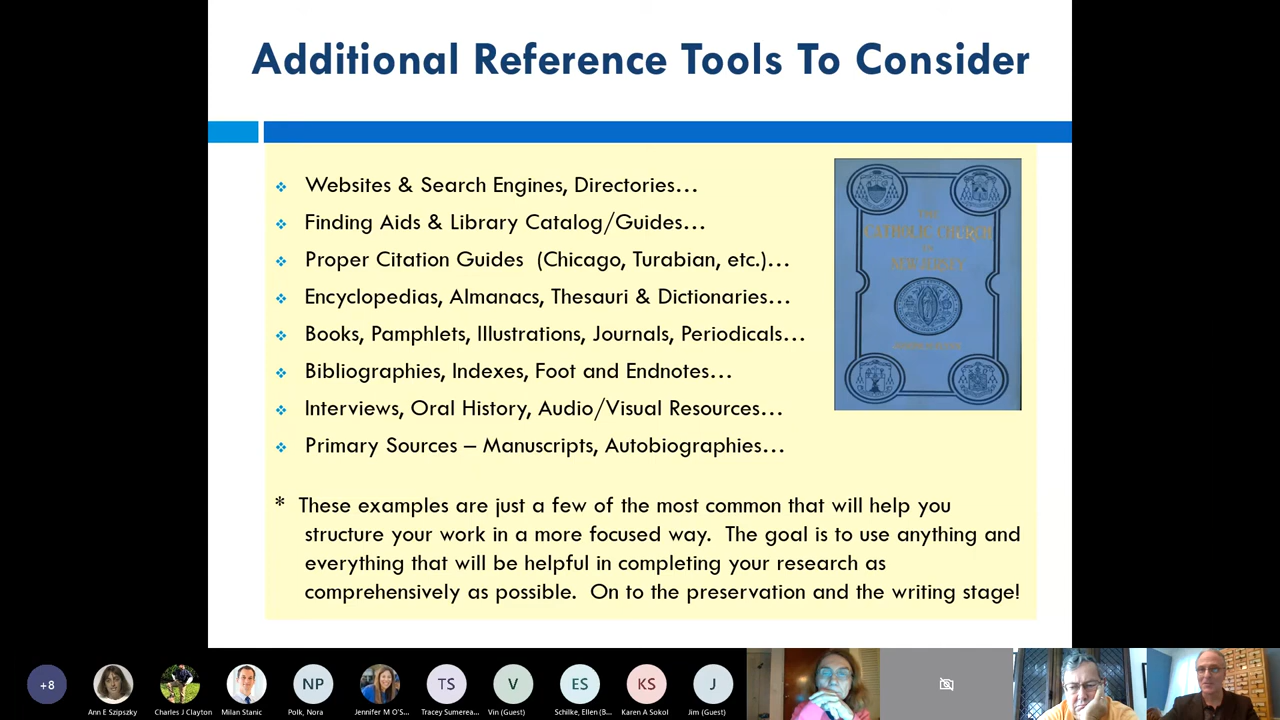 Additional Reference Tools To Consider
Websites & Search Engines, Directories…
Finding Aids & Library Catalog/Guides…
Proper Citation Guides (Chicago, Turabian, etc.)…
Encyclopedias, Almanacs, Thesauri & Dictionaries…
Books, Pamphlets, Illustrations, Journals, Periodicals…
Bibliographies, Indexes, Foot and Endnotes…
Interviews, Oral History, Audio/Visual Resources…
Primary Sources – Manuscripts, Autobiographies…
THE
CATHOLIC CHURCH
IN
NEW JERSEY
* These examples are just a few of the most common that will help you
structure your work in a more focused way. The goal is to use anything and
everything that will be helpful in completing your research as
comprehensively as possible. On to the preservation and the writing stage!
+8
NP
TS
V
ES
KS
J
Ann E Szipszky
Charles J Clayton
Milan Stanic
Polk, Nora
Jennifer M O'S...
Tracey Sumerea...
Vin (Guest)
Schilke, Ellen (B...
Karen A Sokol
Jim (Guest)